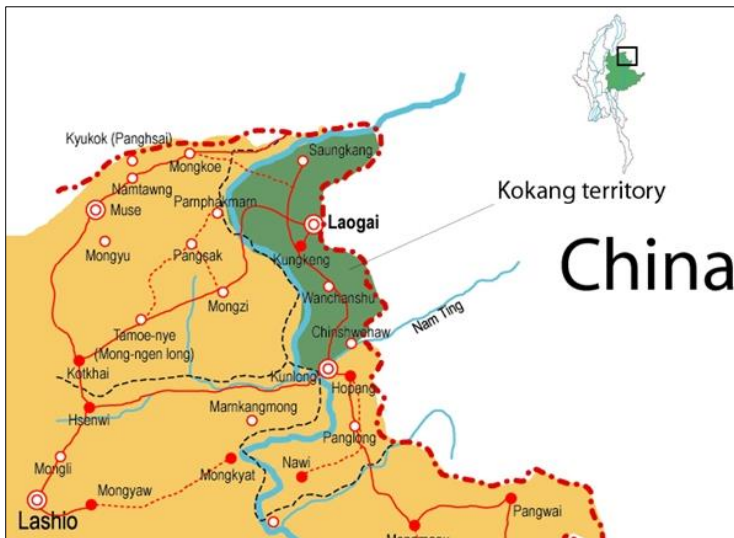 Kyukok (Panghsai)
Mongkoe
Saungkang
Namtawng
Muse
Parnphakmam
Laogai
Kokang territory
Mongyu
Pangsak
Kungkeng
China
Wanchanshu
Mongzi
Nam Ting
Tamoe-nye
(Mong-ngen long)
Chinshwehaw
Kotkhai
Kunlong
Hopang
Hsenwi
Mamkangmong
Panglong
Mongli
Mongkyat
Nawi
Mongyaw
Pangwai
Lashio